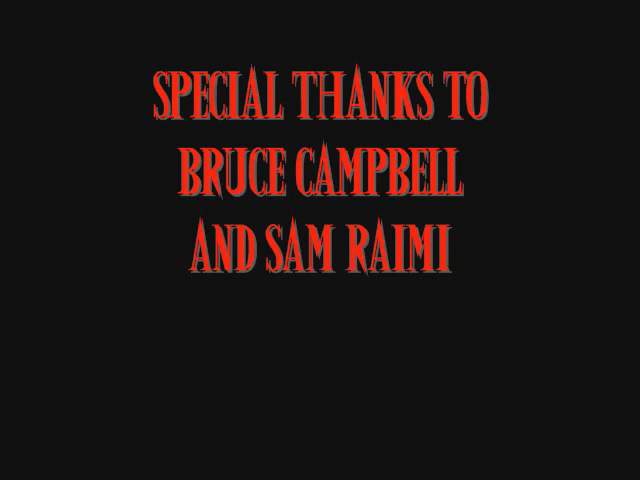 SPECIAL THANKS TO
BRUCE CAMPBELL
AND SAM RAIMI